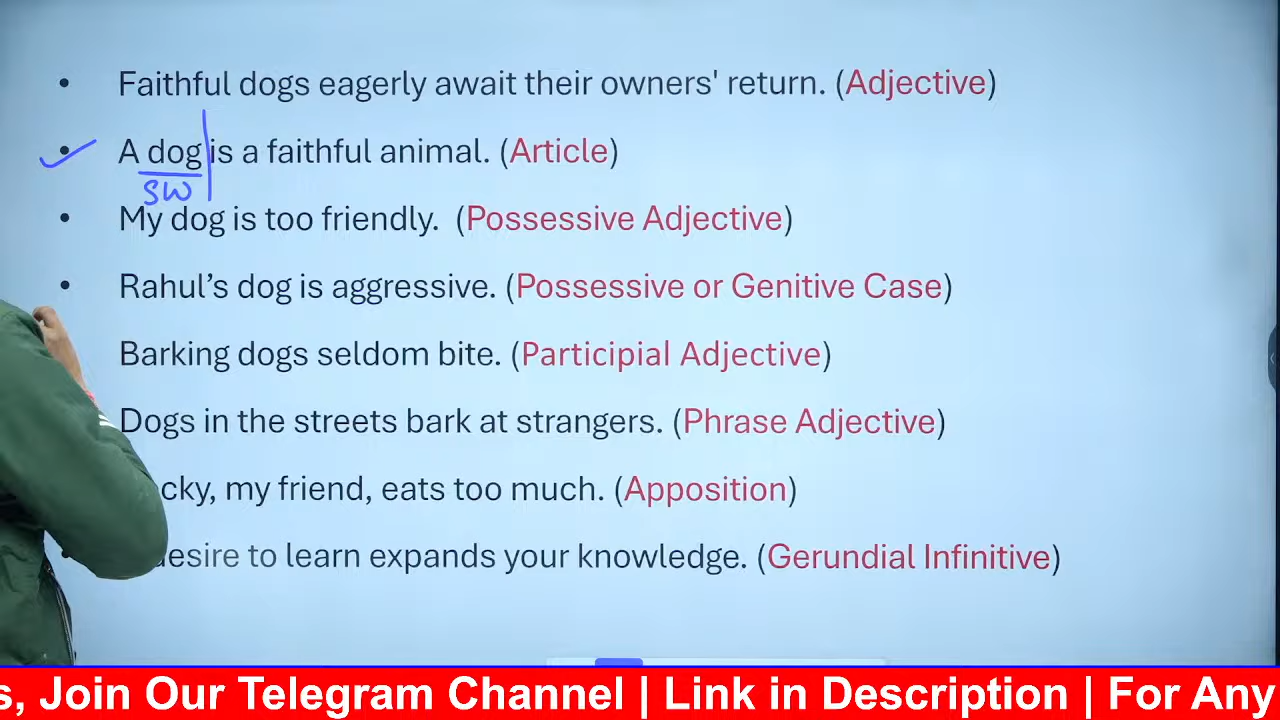 • Faithful dogs eagerly await their owners' return. (Adjective)
• A dog is a faithful animal. (Article)
SW
• My dog is too friendly. (Possessive Adjective)
• Rahul’s dog is aggressive. (Possessive or Genitive Case)
Barking dogs seldom bite. (Participial Adjective)
Dogs in the streets bark at strangers. (Phrase Adjective)
cky, my friend, eats too much. (Apposition)
desire to learn expands your knowledge. (Gerundial Infinitive)
s, Join Our Telegram Channel | Link in Description | For Any